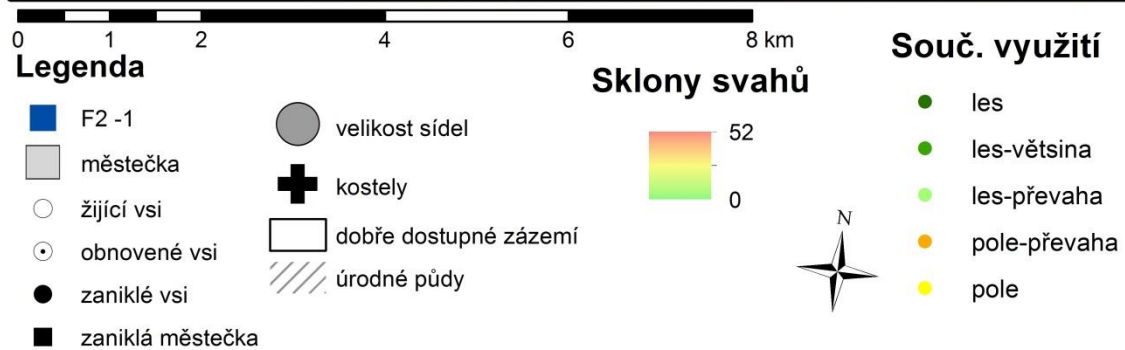 0 1 2 4 6 8 km
Legenda
F2 -1
městečka
žijící vsi
obnovené vsi
zaniklé vsi
zaniklá městečka
velikost sídel
kostely
dobře dostupné zázemí
úrodné půdy
Sklony svahů
52
0
N
Souč. využití
les
les-větsina
les-převaha
pole-převaha
pole